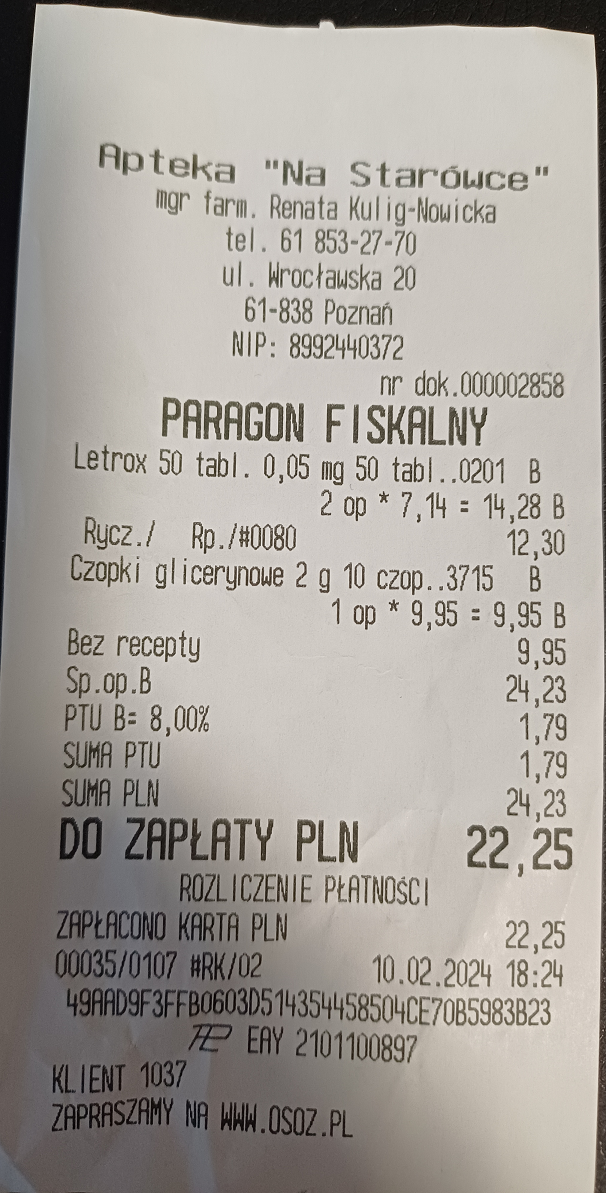 Apteka "Na Starówce"
mgr farm. Renata Kulig-Nowicka
tel. 61 853-27-70
ul. Wrocławska 20
61-838 Poznań
NIP: 8992440372
nr dok.000002858
PARAGON FISKALNY
Letrox 50 tabl. 0,05 mg 50 tabl..0201 B
2 op * 7,14 = 14,28 B
Rycz./ Rp./#0080 12,30
Czopki glicerynowe 2 g 10 czop..3715 B
1 op * 9,95 = 9,95 B
Bez recepty 9,95
Sp.op.B 24,23
PTU B= 8,00% 1,79
SUMA PTU 1,79
SUMA PLN 24,23
DO ZAPŁATY PLN 22,25
ROZLICZENIE PŁATNOŚCI
ZAPŁACONO KARTA PLN 22,25
00035/0107 #RK/02 10.02.2024 18:24
49AAD9F3FFB0603D514354458504CE70B5983B23
EAY 2101100897
KLIENT 1037
ZAPRASZAMY NA WWW.OSOZ.PL